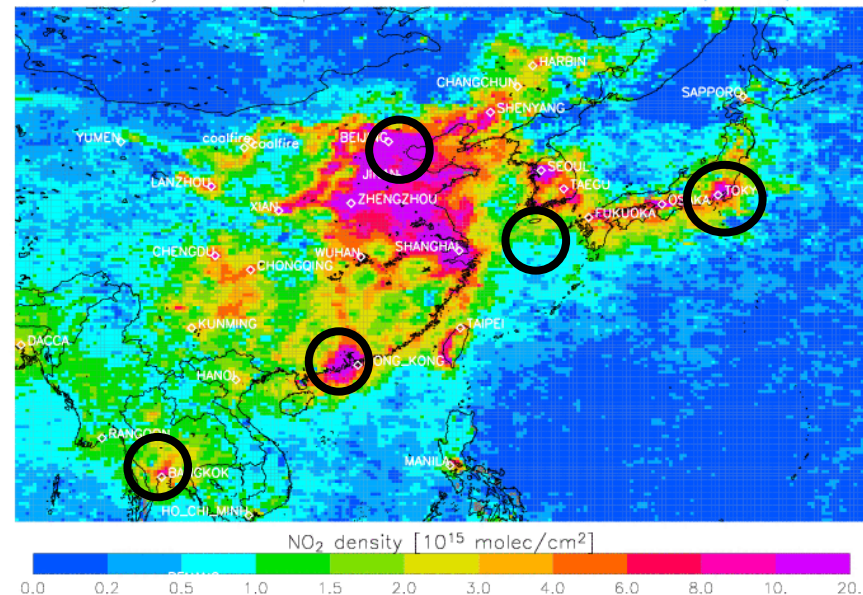 HARBIN
CHANGCHUN
SAPPORO
SHENYANG
YUMEN
coalfire
coalfire
BEIJING
SEOUL
LANZHOU
TAEGU
TOKY
ZHENGZHOU
OSAKA
XIAN
FUKUOKA
CHENGDU
WUHAN
SHANGHAI
CHONGQING
KUNMING
TAIPEI
DACCA
HONG_KONG
HANOI
RANGOON
MANILA
BANGKOK
HO_CHI_MINH
NO₂ density [10¹⁵ molec/cm²]
0.0 0.2 0.5 1.0 1.5 2.0 3.0 4.0 6.0 8.0 10. 20.